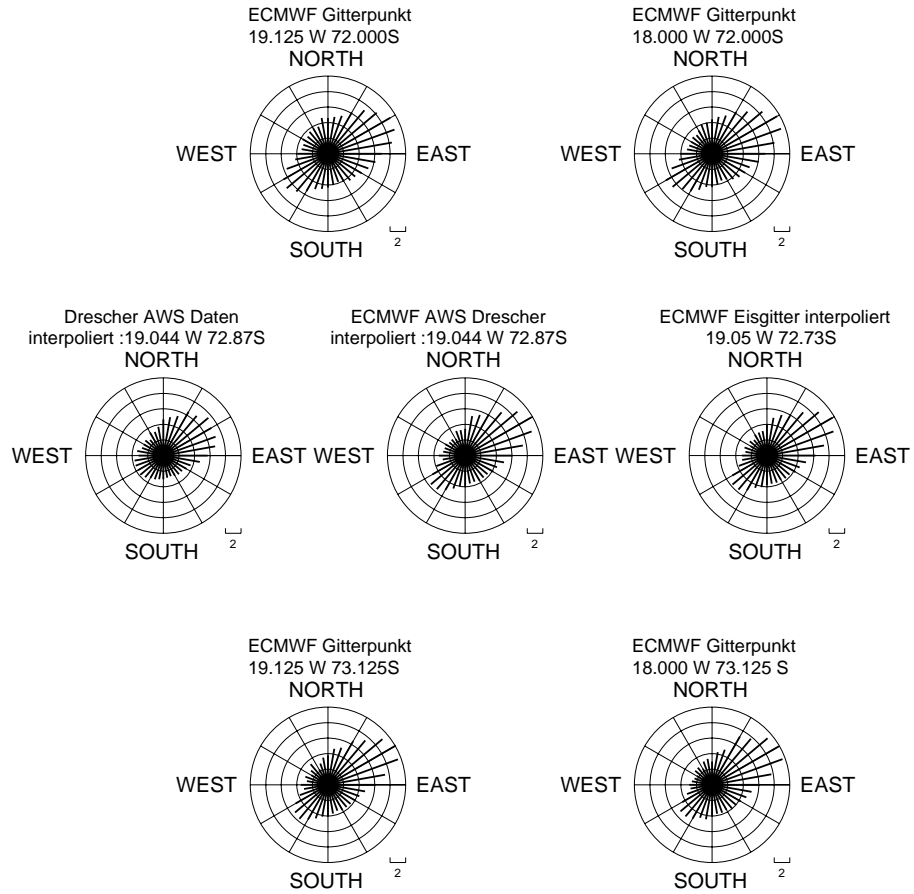 ECMWF Gitterpunkt
19.125 W 72.000S
NORTH
WEST
EAST
SOUTH
2
ECMWF Gitterpunkt
18.000 W 72.000S
NORTH
WEST
EAST
SOUTH
2
Drescher AWS Daten
interpoliert :19.044 W 72.87S
NORTH
WEST
EAST
SOUTH
2
ECMWF AWS Drescher
interpoliert :19.044 W 72.87S
NORTH
WEST
EAST
SOUTH
2
ECMWF Eisgitter interpoliert
19.05 W 72.73S
NORTH
WEST
EAST
SOUTH
2
ECMWF Gitterpunkt
19.125 W 73.125S
NORTH
WEST
EAST
SOUTH
2
ECMWF Gitterpunkt
18.000 W 73.125 S
NORTH
WEST
EAST
SOUTH
2